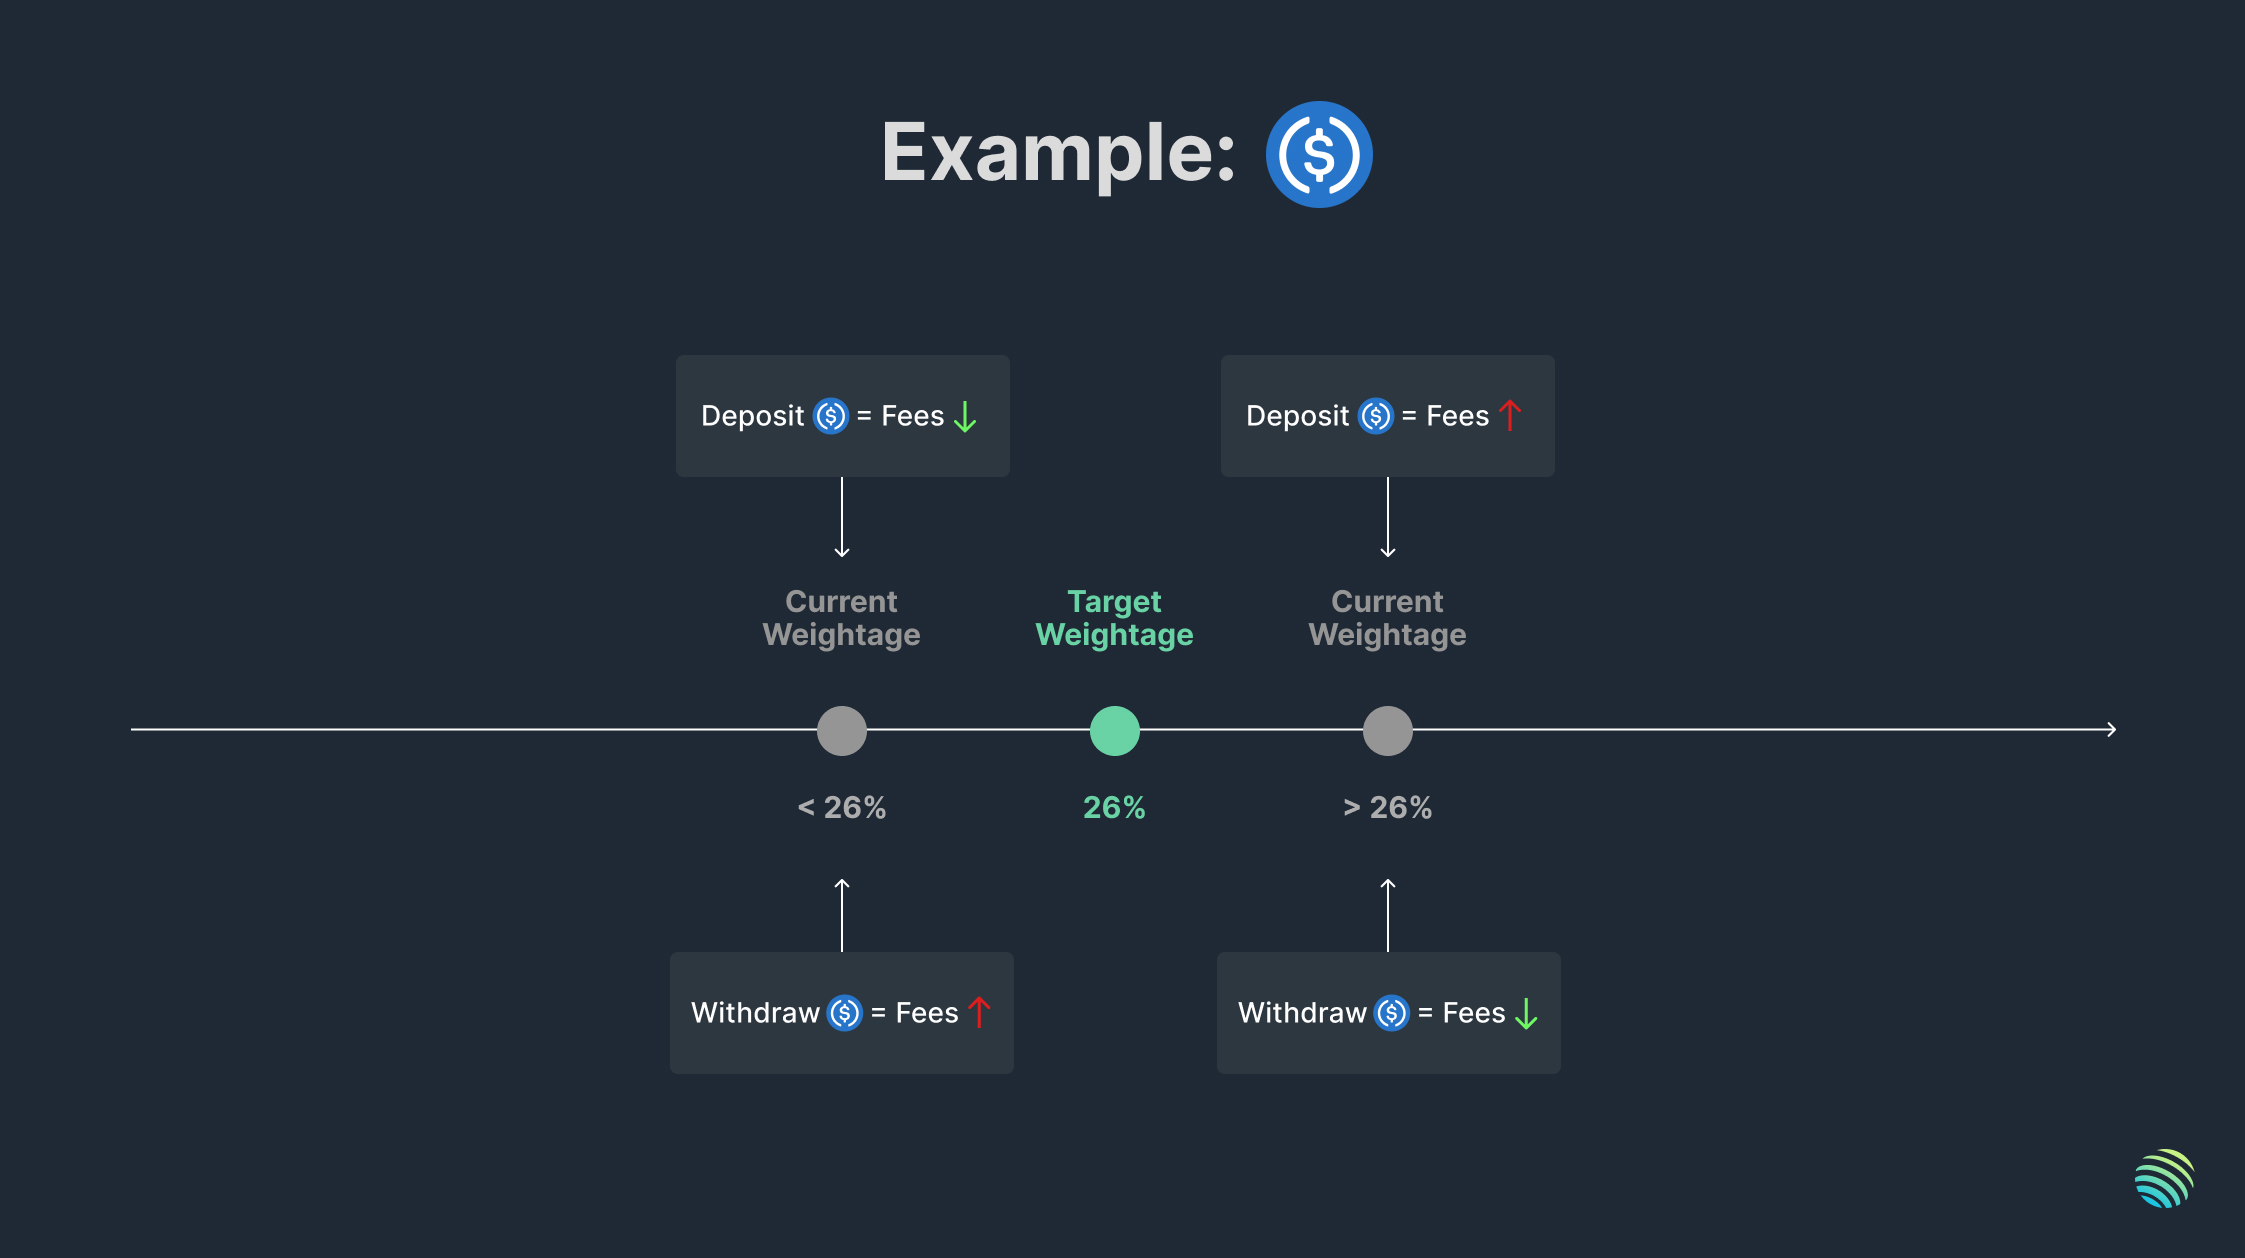 Example:
Deposit = Fees ↓
Deposit = Fees ↑
Current
Weightage
Target
Weightage
Current
Weightage
< 26%
26%
> 26%
Withdraw = Fees ↑
Withdraw = Fees ↓